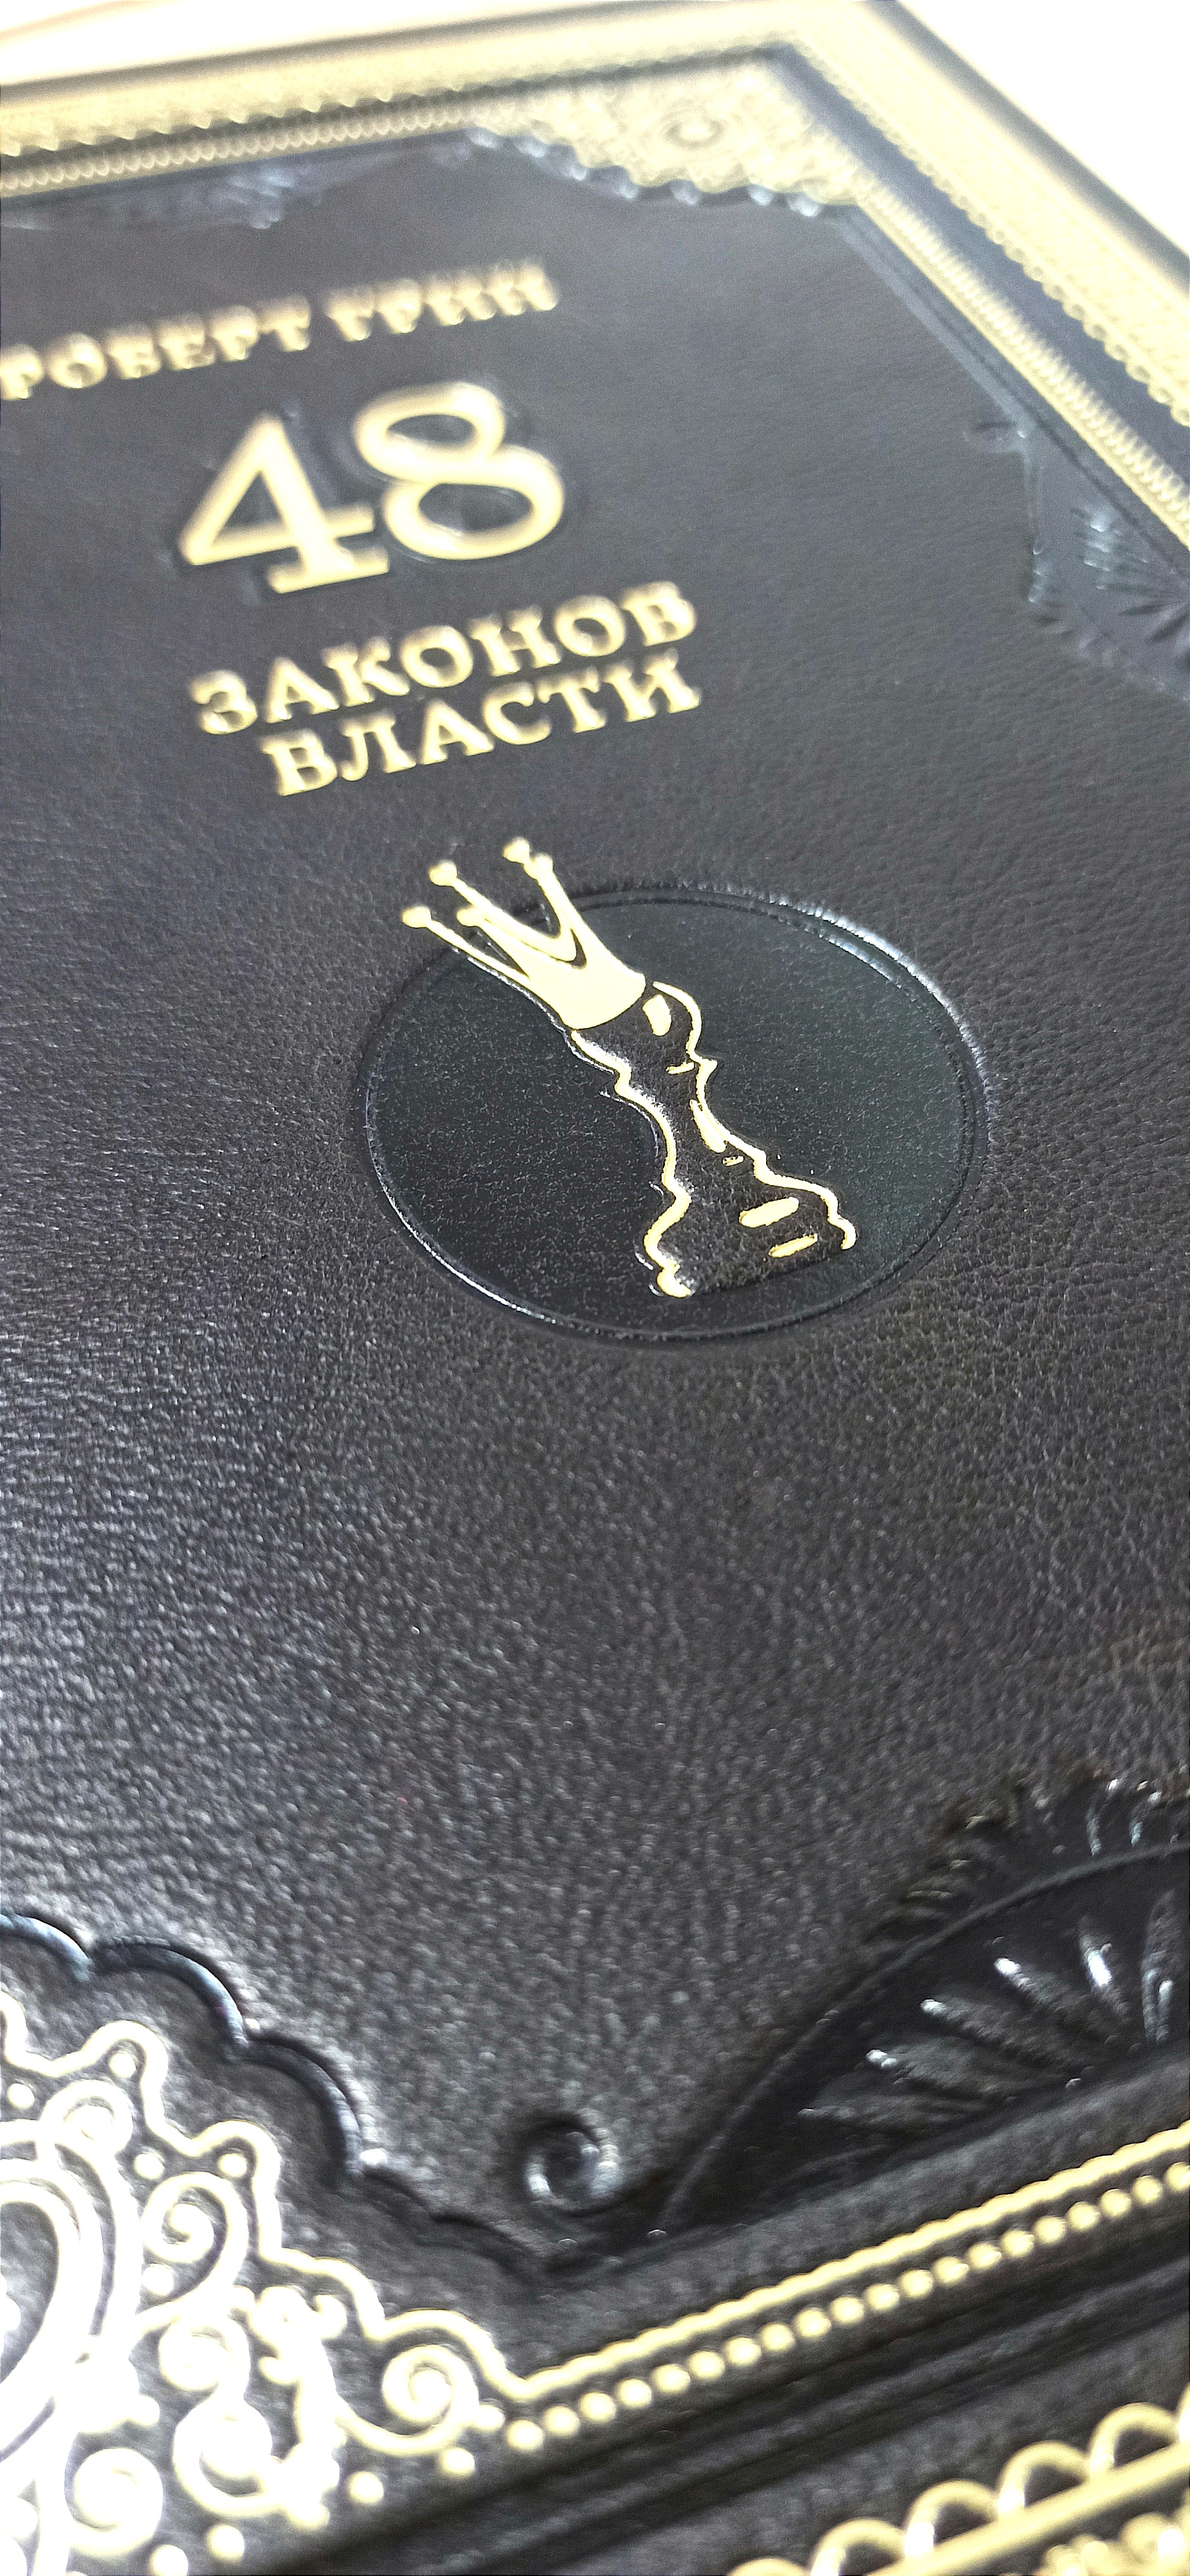 РОБЕРТ ГРИН
48
ЗАКОНОВ
ВЛАСТИ